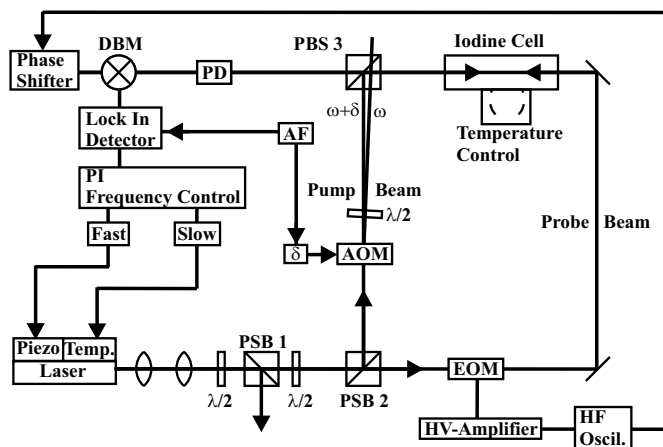 DBM
PBS 3
Iodine Cell
Phase
Shifter
PD
ω+δ
ω
Lock In
Detector
AF
Temperature
Control
PI
Frequency Control
Pump
Beam
λ/2
Probe
Beam
Fast
Slow
δ
AOM
Piezo
Temp.
Laser
PSB 1
λ/2
λ/2
PSB 2
EOM
HV-Amplifier
HF
Oscil.